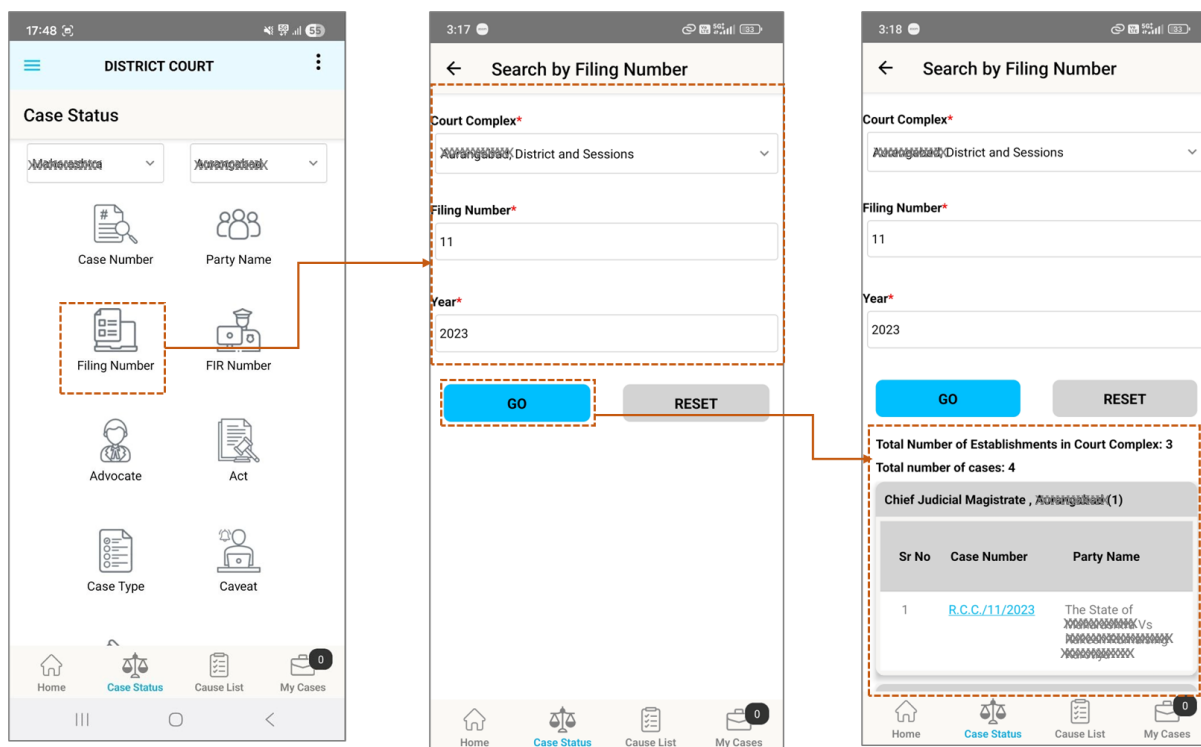 17:48
55
DISTRICT COURT
Case Status
Case Number
Party Name
Filing Number
FIR Number
Advocate
Act
Case Type
Caveat
0
Home
Case Status
Cause List
My Cases
3:17
5G
33
Search by Filing Number
Court Complex*
District and Sessions
Filing Number*
11
Year*
2023
GO
RESET
0
Home
Case Status
Cause List
My Cases
3:18
5G
33
Search by Filing Number
Court Complex*
District and Sessions
Filing Number*
11
Year*
2023
GO
RESET
Total Number of Establishments in Court Complex: 3
Total number of cases: 4
Chief Judicial Magistrate , (1)
Sr No Case Number Party Name
1 R.C.C./11/2023 The State of
Vs
0
Home
Case Status
Cause List
My Cases